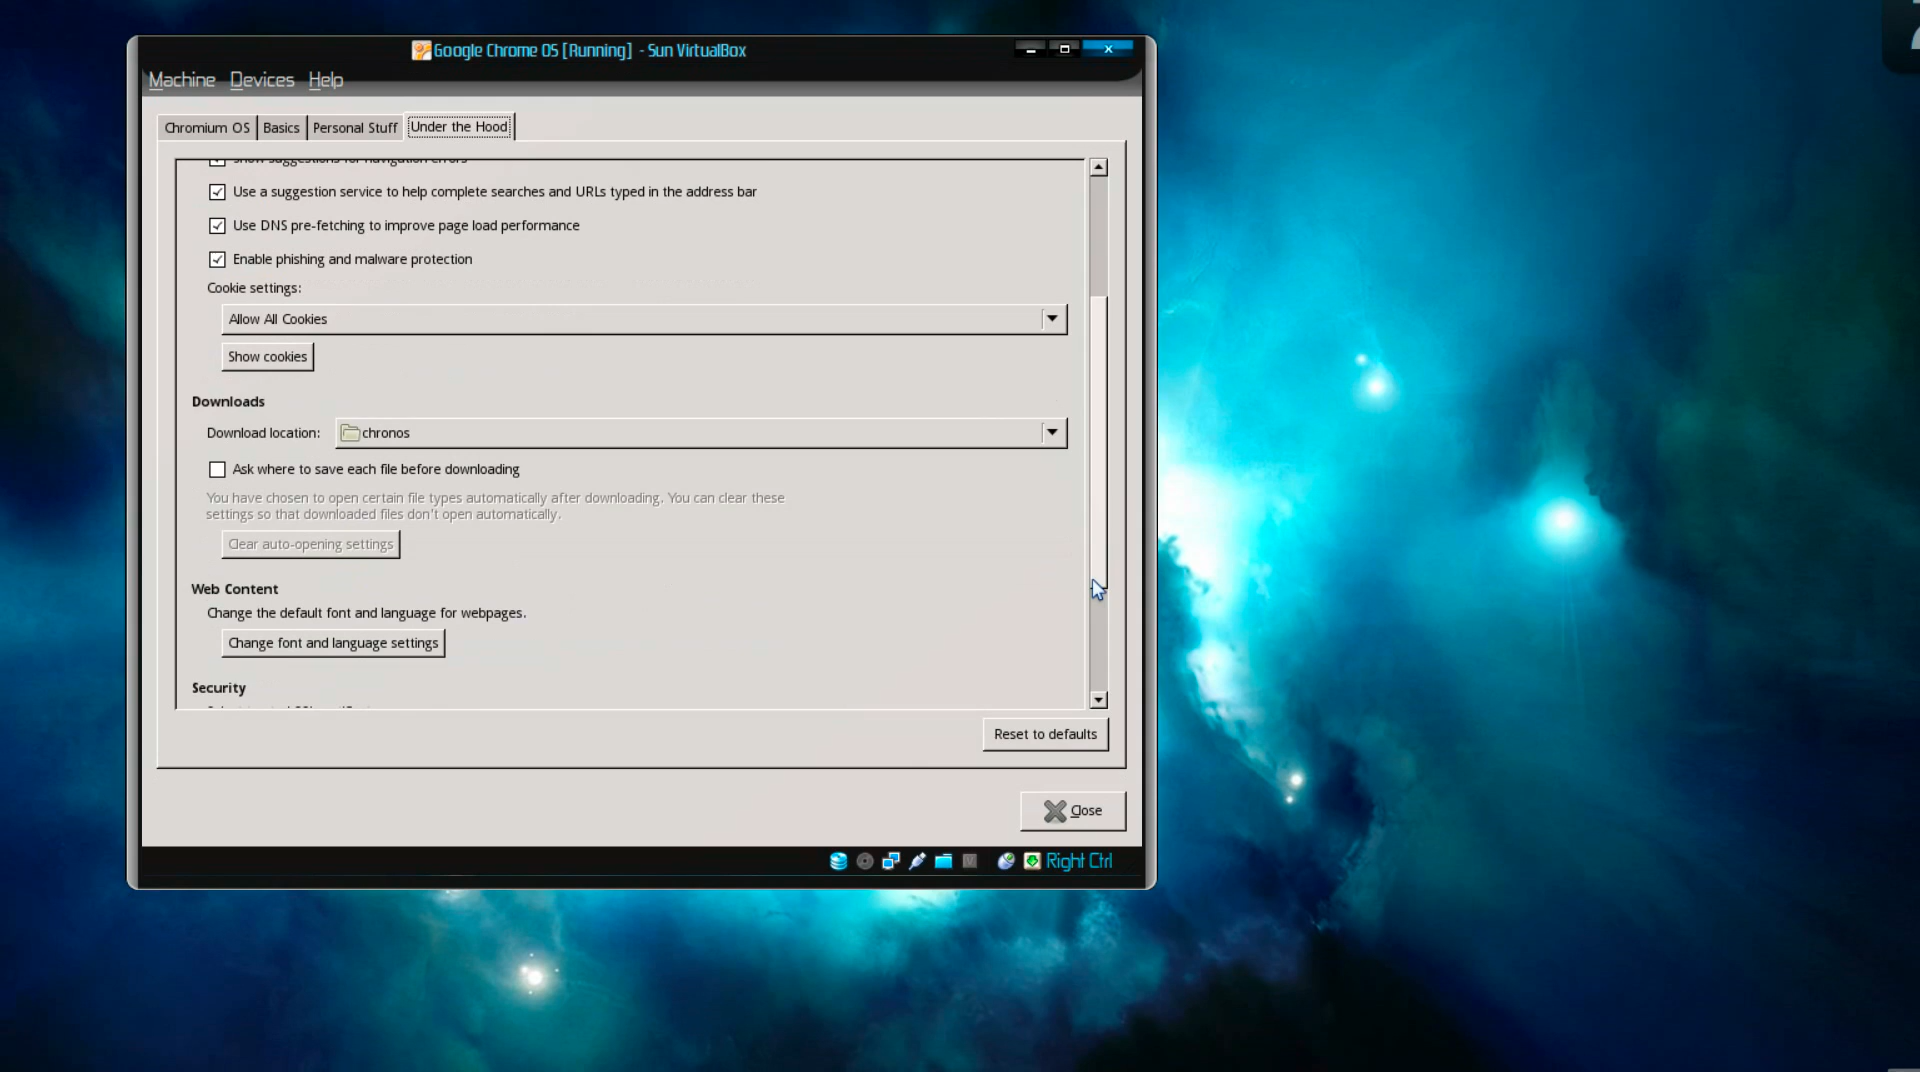 Google Chrome OS [Running] - Sun VirtualBox
Machine Devices Help
Chromium OS Basics Personal Stuff Under the Hood
Show suggestions for navigation errors
Use a suggestion service to help complete searches and URLs typed in the address bar
Use DNS pre-fetching to improve page load performance
Enable phishing and malware protection
Cookie settings:
Allow All Cookies
Show cookies
Downloads
Download location: chronos
Ask where to save each file before downloading
You have chosen to open certain file types automatically after downloading. You can clear these
settings so that downloaded files don't open automatically.
Clear auto-opening settings
Web Content
Change the default font and language for webpages.
Change font and language settings
Security
Reset to defaults
Close
Right Ctrl